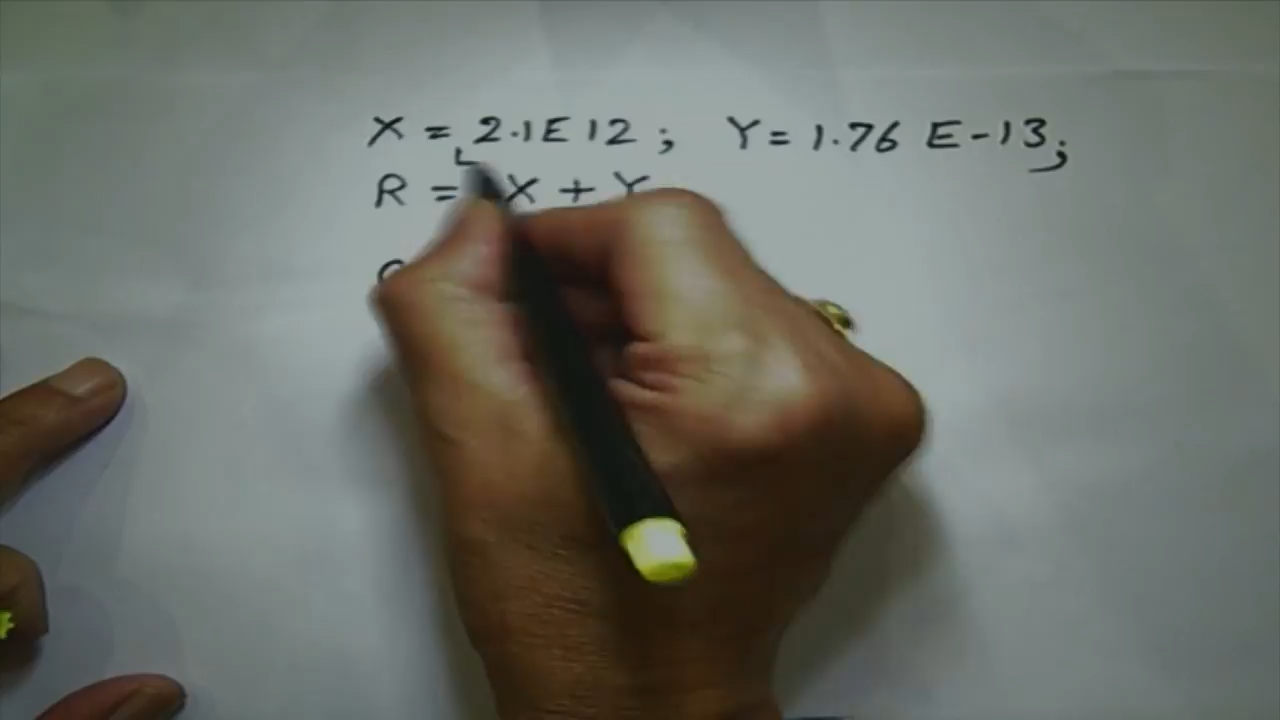 X = 2.1E12; Y = 1.76 E-13;
R = X + Y